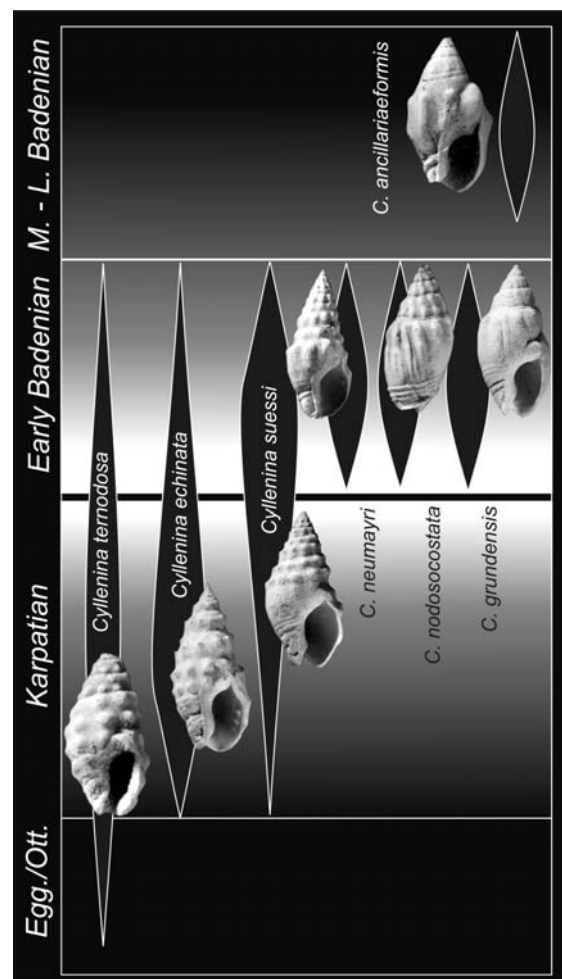 Egg./Ott.
Karpatian
Early Badenian
M. - L. Badenian
Cyllenina ternodosa
Cyllenina echinata
Cyllenina suessi
C. neumayri
C. nodosocostata
C. grundensis
C. ancillariaeformis